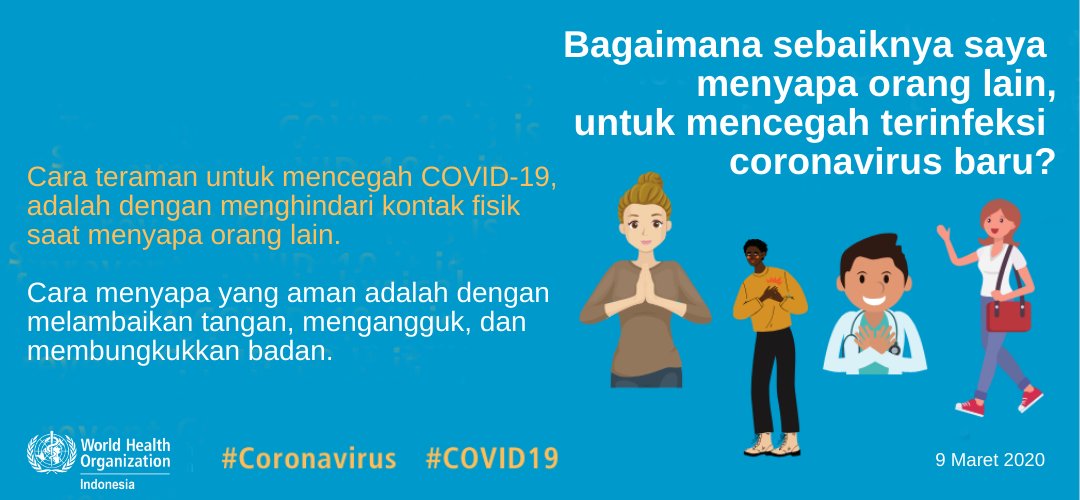 Bagaimana sebaiknya saya
menyapa orang lain,
untuk mencegah terinfeksi
coronavirus baru?
Cara teraman untuk mencegah COVID-19,
adalah dengan menghindari kontak fisik
saat menyapa orang lain.
Cara menyapa yang aman adalah dengan
melambaikan tangan, mengangguk, dan
membungkukkan badan.
World Health
Organization
Indonesia
#Coronavirus #COVID19
9 Maret 2020